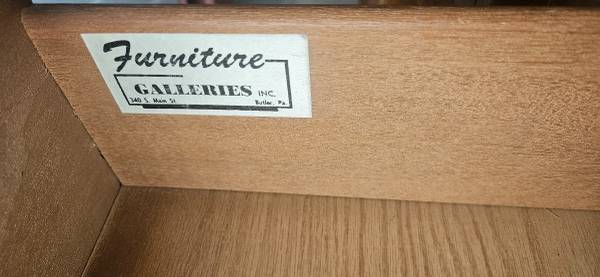 Furniture
GALLERIES INC.
340 S. Main St. Butler, Pa.